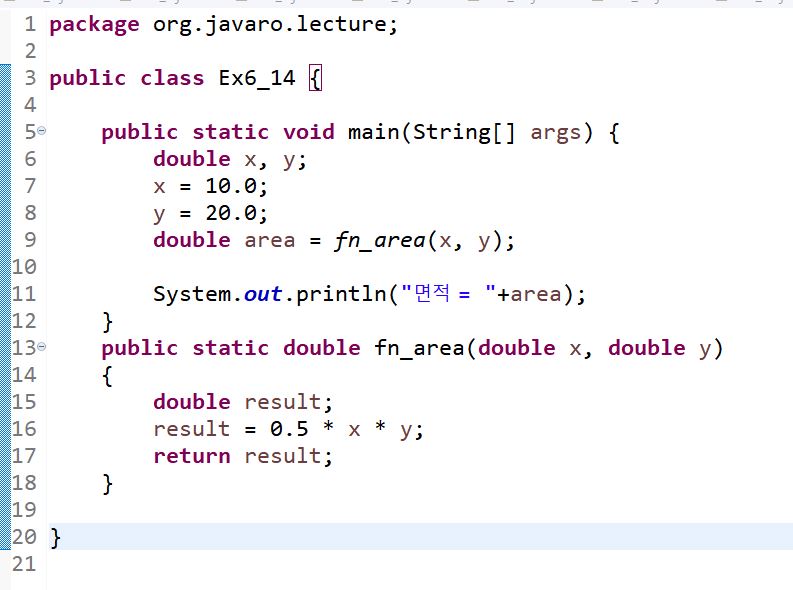 1 package org.javaro.lecture;
2
3 public class Ex6_14 {
4
5 public static void main(String[] args) {
6 double x, y;
7 x = 10.0;
8 y = 20.0;
9 double area = fn_area(x, y);
10
11 System.out.println("면적 = "+area);
12 }
13 public static double fn_area(double x, double y)
14 {
15 double result;
16 result = 0.5 * x * y;
17 return result;
18 }
19
20 }
21